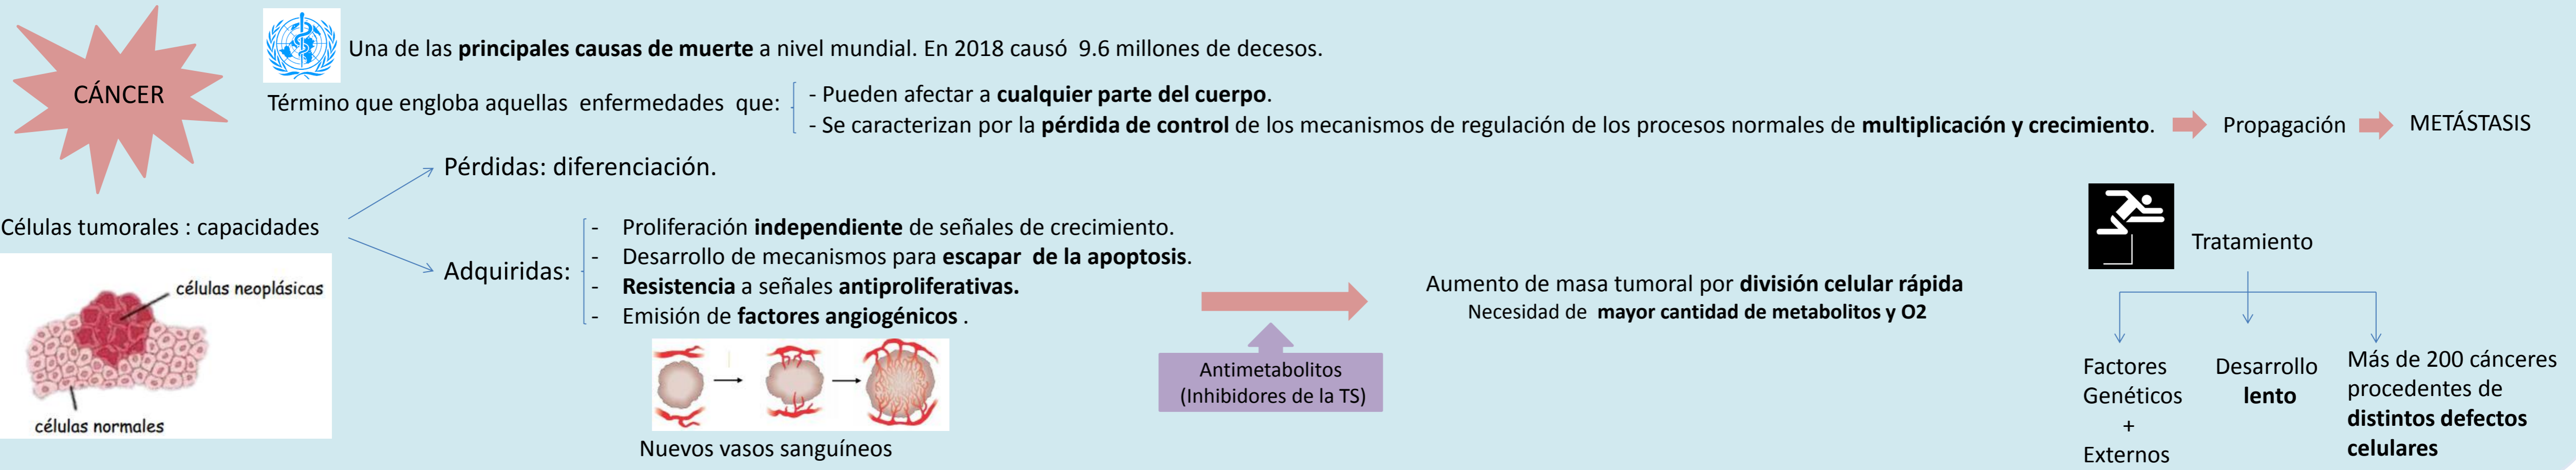 CÁNCER
Una de las principales causas de muerte a nivel mundial. En 2018 causó 9.6 millones de decesos.
Término que engloba aquellas enfermedades que:
- Pueden afectar a cualquier parte del cuerpo.
- Se caracterizan por la pérdida de control de los mecanismos de regulación de los procesos normales de multiplicación y crecimiento.
Propagación
METÁSTASIS
Células tumorales : capacidades
Pérdidas: diferenciación.
Adquiridas:
- Proliferación independiente de señales de crecimiento.
- Desarrollo de mecanismos para escapar de la apoptosis.
- Resistencia a señales antiproliferativas.
- Emisión de factores angiogénicos .
células neoplásicas
células normales
Nuevos vasos sanguíneos
Antimetabolitos
(Inhibidores de la TS)
Aumento de masa tumoral por división celular rápida
Necesidad de mayor cantidad de metabolitos y O2
Tratamiento
Factores
Genéticos
+
Externos
Desarrollo
lento
Más de 200 cánceres
procedentes de
distintos defectos
celulares